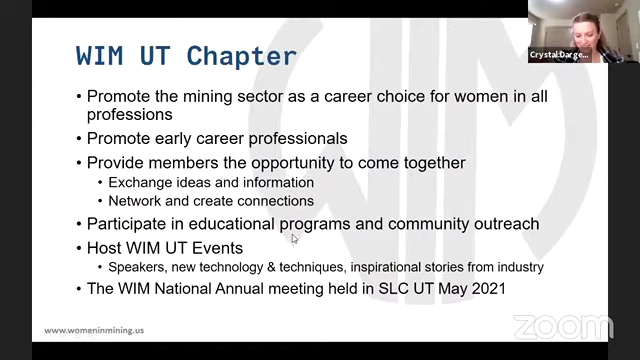 WIM UT Chapter
• Promote the mining sector as a career choice for women in all
professions
• Promote early career professionals
• Provide members the opportunity to come together
• Exchange ideas and information
• Network and create connections
• Participate in educational programs and community outreach
• Host WIM UT Events
• Speakers, new technology & techniques, inspirational stories from industry
• The WIM National Annual meeting held in SLC UT May 2021
www.womeninmining.us
Crystal Darge...
zoom
WIM